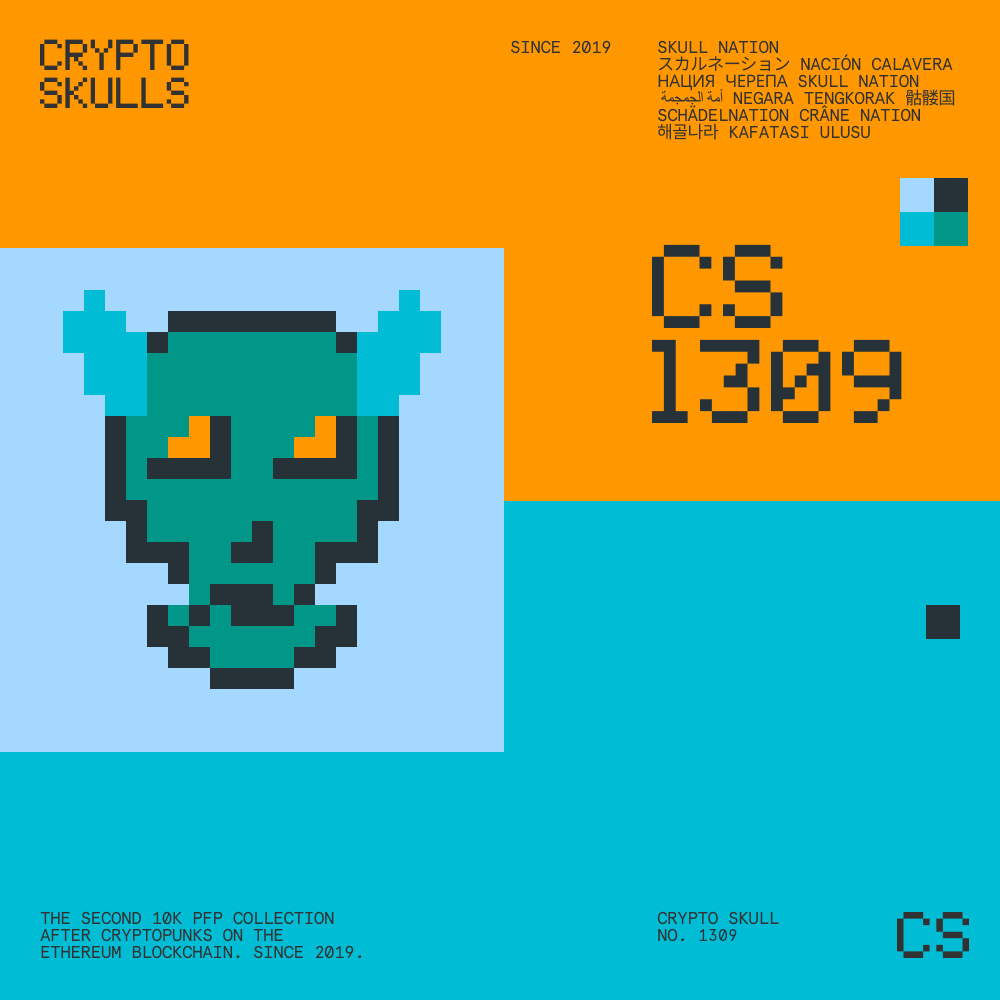 CRYPTO
SKULLS
SINCE 2019
SKULL NATION
スカルネーション NACIÓN CALAVERA
НАЦИЯ ЧЕРЕПА SKULL NATION
أمة الجمجمة NEGARA TENGKORAK 骷髅国
SCHÄDELNATION CRÂNE NATION
해골나라 KAFATASI ULUSU
CS
1309
THE SECOND 10K PFP COLLECTION
AFTER CRYPTOPUNKS ON THE
ETHEREUM BLOCKCHAIN. SINCE 2019.
CRYPTO SKULL
NO. 1309
CS